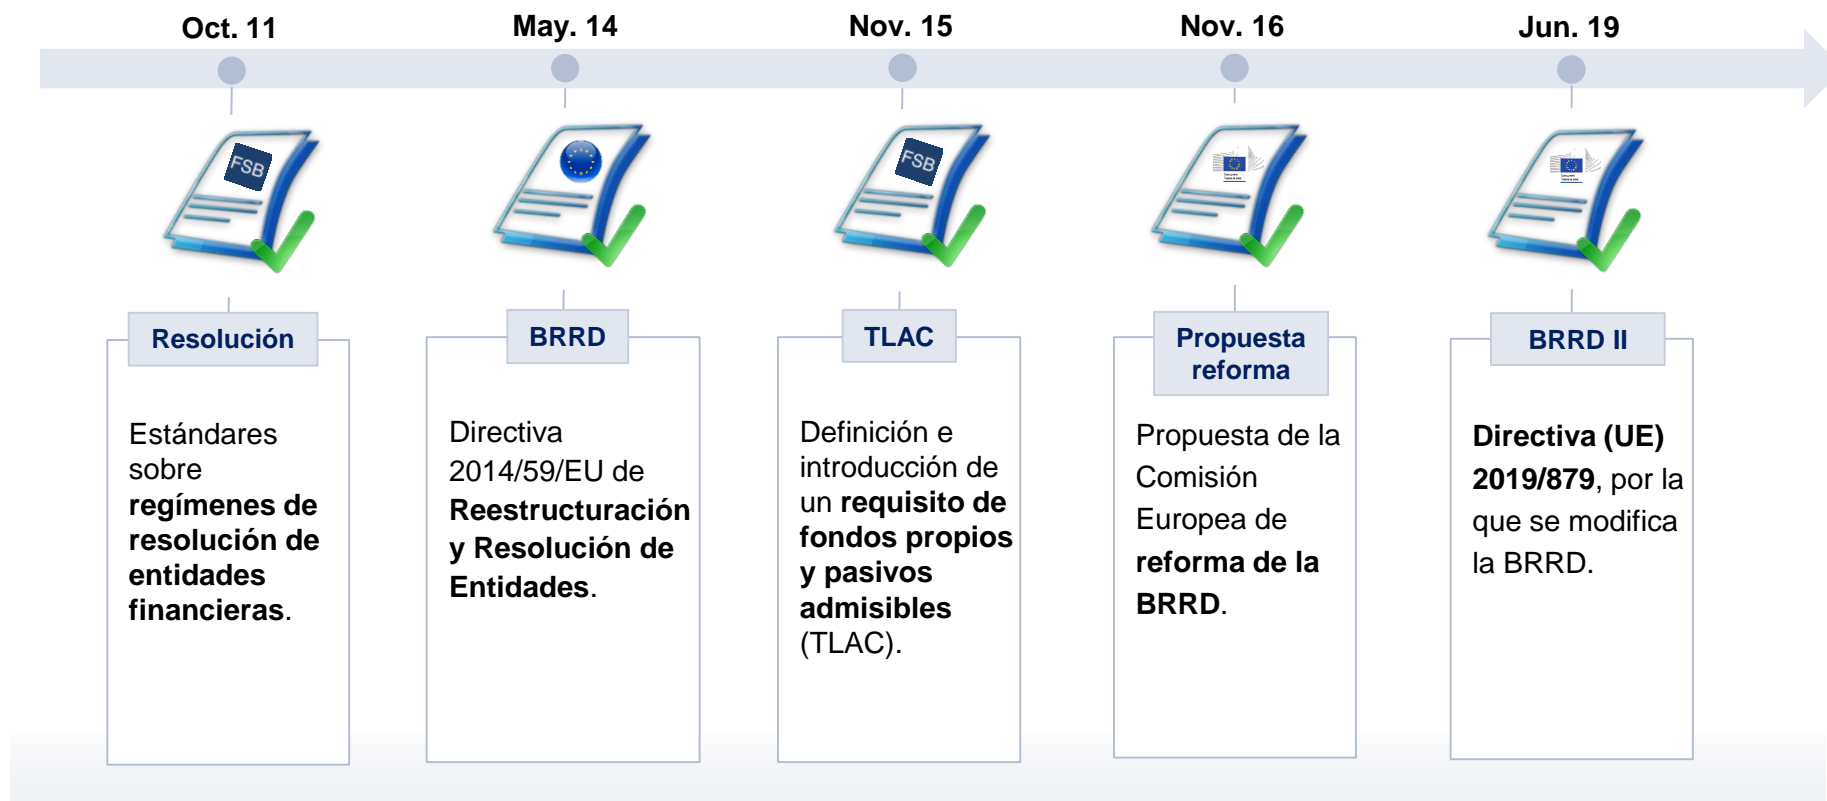 Oct. 11
May. 14
Nov. 15
Nov. 16
Jun. 19
FSB
FSB
Resolución
Estándares
sobre
regímenes de
resolución de
entidades
financieras.
BRRD
Directiva
2014/59/EU de
Reestructuración
y Resolución de
Entidades.
TLAC
Definición e
introducción de
un requisito de
fondos propios
y pasivos
admisibles
(TLAC).
Propuesta
reforma
Propuesta de la
Comisión
Europea de
reforma de la
BRRD.
BRRD II
Directiva (UE)
2019/879, por la
que se modifica
la BRRD.